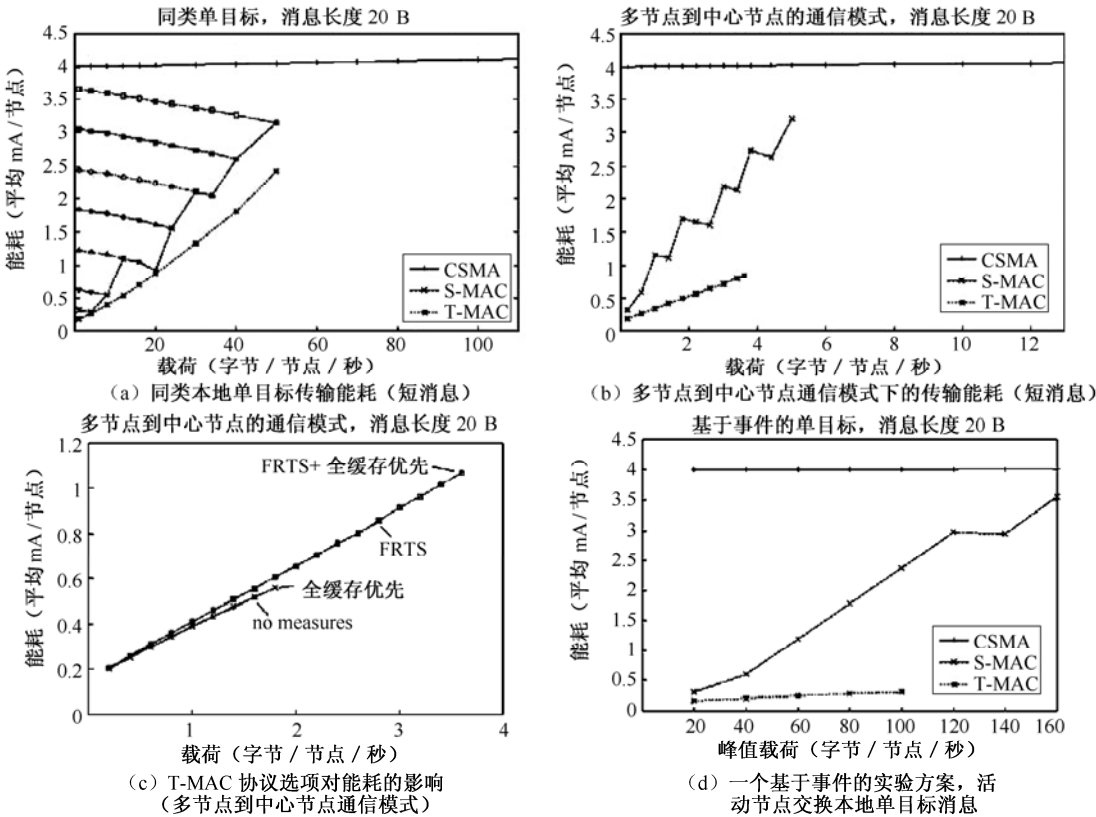 同类单目标，消息长度 20 B
能耗（平均 mA/节点）
4.5
4
3.5
3
2.5
2
1.5
1
0.5
0
20
40
60
80
100
CSMA
S-MAC
T-MAC
载荷（字节/节点/秒）
（a）同类本地单目标传输能耗（短消息）
多节点到中心节点的通信模式，消息长度 20 B
能耗（平均 mA/节点）
4.5
4
3.5
3
2.5
2
1.5
1
0.5
0
2
4
6
8
10
12
CSMA
S-MAC
T-MAC
载荷（字节/节点/秒）
（b）多节点到中心节点通信模式下的传输能耗（短消息）
多节点到中心节点的通信模式，消息长度 20 B
能耗（平均 mA/节点）
1.2
1
0.8
0.6
0.4
0.2
0
1
2
3
4
FRTS+ 全缓存优先
FRTS
全缓存优先
no measures
载荷（字节/节点/秒）
（c）T-MAC 协议选项对能耗的影响
（多节点到中心节点通信模式）
基于事件的单目标，消息长度 20 B
能耗（平均 mA/节点）
4.5
4
3.5
3
2.5
2
1.5
1
0.5
0
20
40
60
80
100
120
140
160
CSMA
S-MAC
T-MAC
峰值载荷（字节/节点/秒）
（d）一个基于事件的实验方案，活
动节点交换本地单目标消息